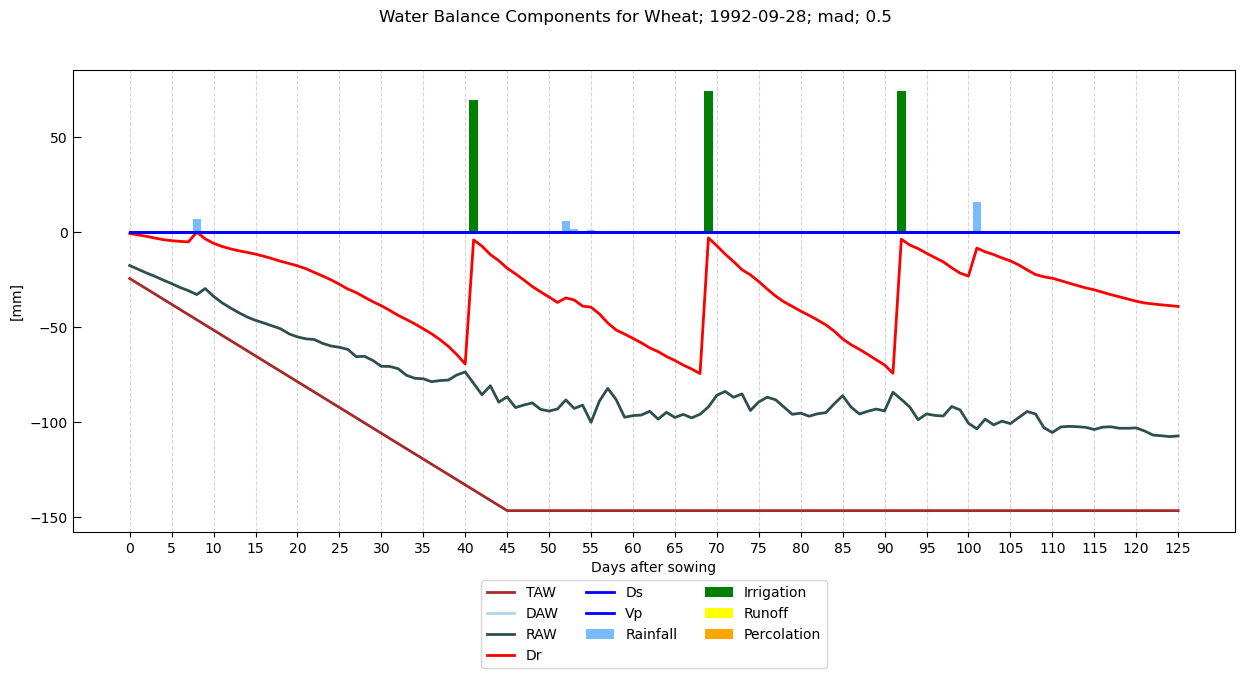 Water Balance Components for Wheat; 1992-09-28; mad; 0.5
[mm]
50
0
−50
−100
−150
0 5 10 15 20 25 30 35 40 45 50 55 60 65 70 75 80 85 90 95 100 105 110 115 120 125
Days after sowing
TAW Ds Irrigation
DAW Vp Runoff
RAW Rainfall Percolation
Dr